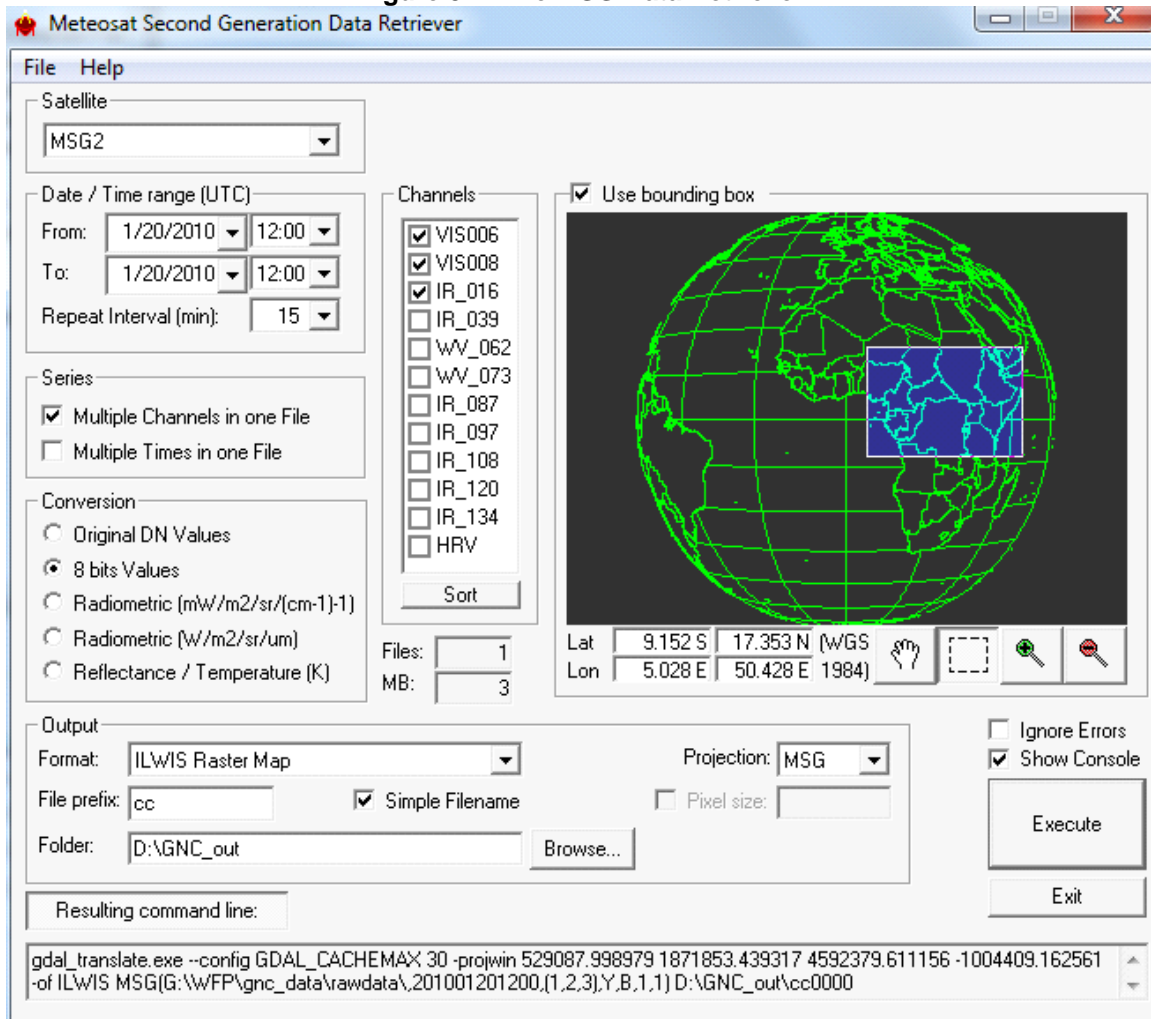 Meteosat Second Generation Data Retriever
File Help
Satellite
MSG2
Date / Time range (UTC)
From: 1/20/2010 12:00
To: 1/20/2010 12:00
Repeat Interval (min): 15
Series
Multiple Channels in one File
Multiple Times in one File
Conversion
Original DN Values
8 bits Values
Radiometric (mW/m2/sr/(cm-1)-1)
Radiometric (W/m2/sr/um)
Reflectance / Temperature (K)
Channels
VIS006
VIS008
IR_016
IR_039
WV_062
WV_073
IR_087
IR_097
IR_108
IR_120
IR_134
HRV
Sort
Files: 1
MB: 3
Use bounding box
Lat 9.152 S 17.353 N (WGS
Lon 5.028 E 50.428 E 1984)
Output
Format: ILWIS Raster Map
Projection: MSG
File prefix: cc
Simple Filename
Pixel size:
Folder: D:\GNC_out
Browse...
Ignore Errors
Show Console
Execute
Exit
Resulting command line:
gdal_translate.exe --config GDAL_CACHEMAX 30 -projwin 529087.998979 1871853.439317 4592379.611156 -1004409.162561
-of ILWIS MSG(G:\WFP\gnc_data\rawdata\,201001201200,(1,2,3),Y,B,1,1) D:\GNC_out\cc0000